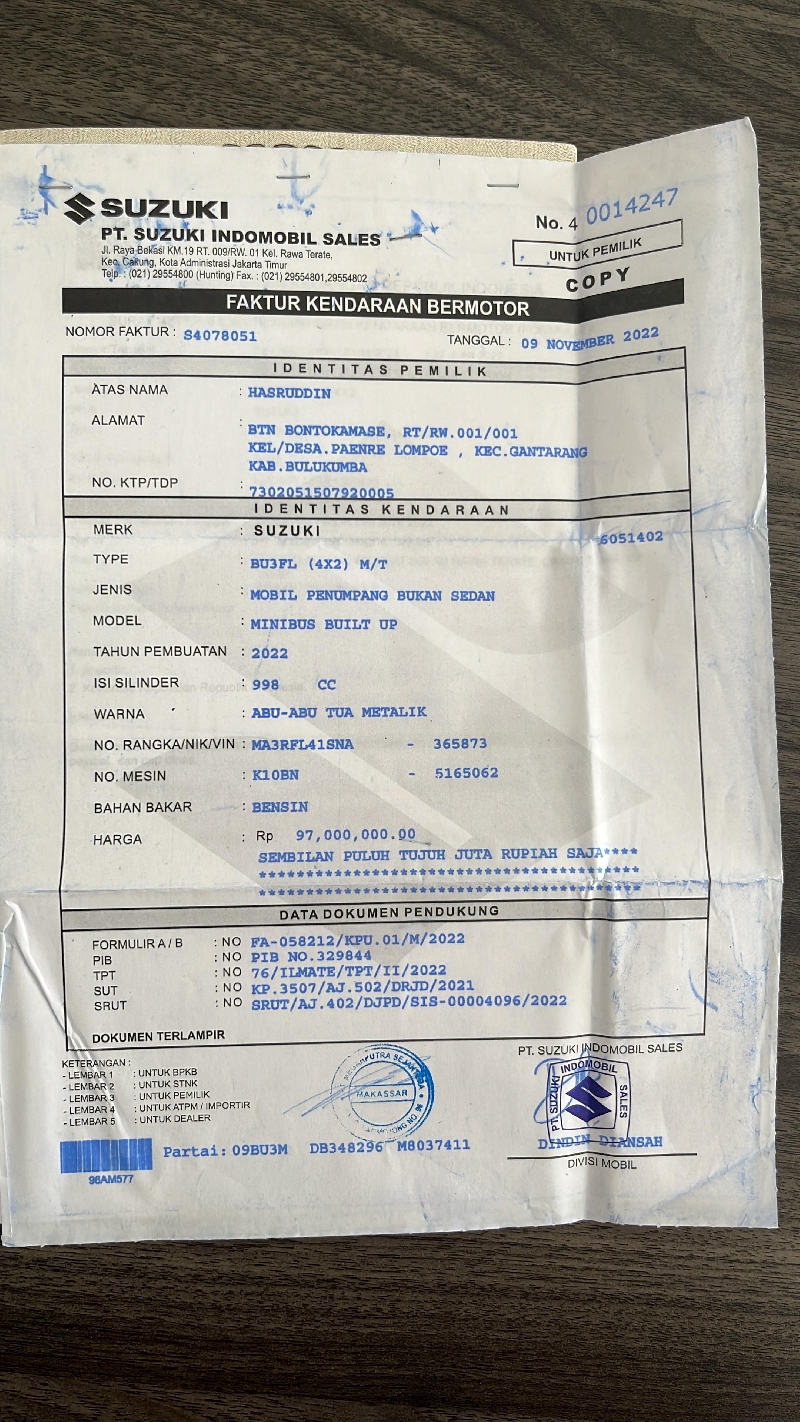 SUZUKI
PT. SUZUKI INDOMOBIL SALES
Jl. Raya Bekasi KM.19 RT. 009/RW. 01 Kel. Rawa Terate,
Kec. Cakung, Kota Administrasi Jakarta Timur
Telp. : (021) 29554800 (Hunting) Fax. : (021) 29554801,29554802
No. 4 0014247
UNTUK PEMILIK
COPY
FAKTUR KENDARAAN BERMOTOR
NOMOR FAKTUR : S4078051 TANGGAL : 09 NOVEMBER 2022
IDENTITAS PEMILIK
ATAS NAMA : HASRUDDIN
ALAMAT : BTN BONTOKAMASE, RT/RW.001/001
KEL/DESA.PAENRE LOMPOE , KEC.GANTARANG
KAB.BULUKUMBA
NO. KTP/TDP : 7302051507920005
IDENTITAS KENDARAAN
MERK : SUZUKI 6051402
TYPE : BU3FL (4X2) M/T
JENIS : MOBIL PENUMPANG BUKAN SEDAN
MODEL : MINIBUS BUILT UP
TAHUN PEMBUATAN : 2022
ISI SILINDER : 998 CC
WARNA : ABU-ABU TUA METALIK
NO. RANGKA/NIK/VIN : MA3RFL41SNA - 365873
NO. MESIN : K10BN - 5165062
BAHAN BAKAR : BENSIN
HARGA : Rp 97,000,000.00
SEMBILAN PULUH TUJUH JUTA RUPIAH SAJA****
****************************************
****************************************
DATA DOKUMEN PENDUKUNG
FORMULIR A / B : NO FA-058212/KPU.01/M/2022
PIB : NO PIB NO.329844
TPT : NO 76/ILMATE/TPT/II/2022
SUT : NO KP.3507/AJ.502/DRJD/2021
SRUT : NO SRUT/AJ.402/DJPD/SIS-00004096/2022
DOKUMEN TERLAMPIR
KETERANGAN :
- LEMBAR 1 : UNTUK BPKB
- LEMBAR 2 : UNTUK STNK
- LEMBAR 3 : UNTUK PEMILIK
- LEMBAR 4 : UNTUK ATPM / IMPORTIR
- LEMBAR 5 : UNTUK DEALER
MAKASSAR
PT. SUZUKI INDOMOBIL SALES
PT. SUZUKI INDOMOBIL SALES
DINDIN DIANSAH
DIVISI MOBIL
Partai: 09BU3M DB348296 M8037411
98AM577